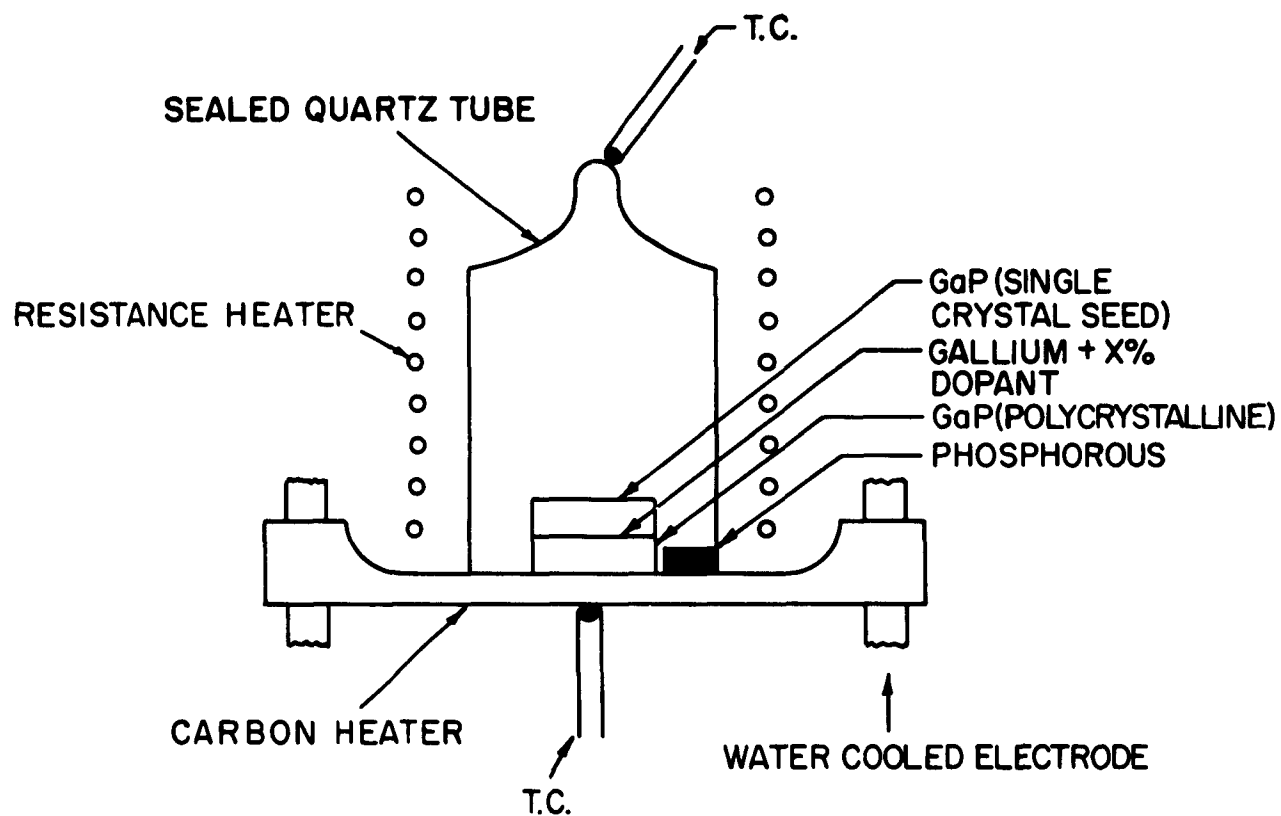 T.C.
SEALED QUARTZ TUBE
RESISTANCE HEATER
GaP (SINGLE
CRYSTAL SEED)
GALLIUM + X%
DOPANT
GaP(POLYCRYSTALLINE)
PHOSPHOROUS
CARBON HEATER
WATER COOLED ELECTRODE
T.C.